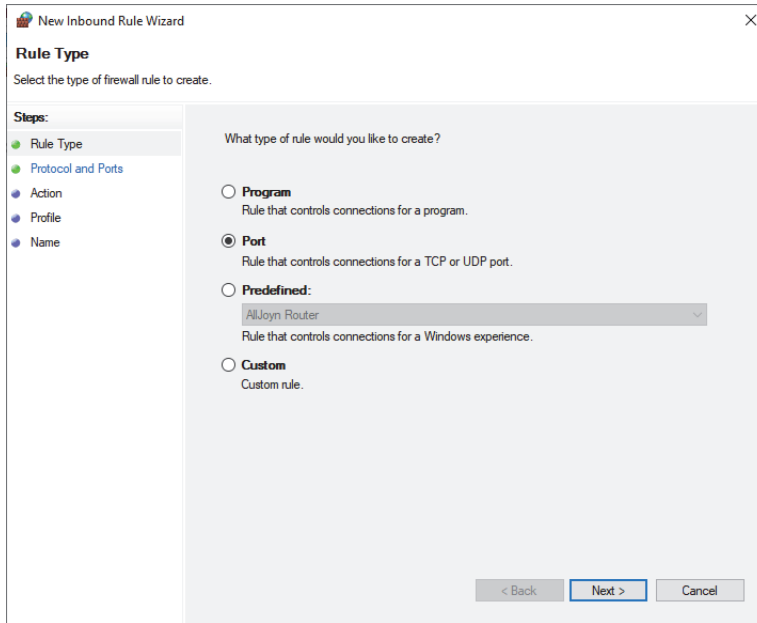 New Inbound Rule Wizard
Rule Type
Select the type of firewall rule to create.
Steps:
Rule Type
Protocol and Ports
Action
Profile
Name
What type of rule would you like to create?
Program
Rule that controls connections for a program.
Port
Rule that controls connections for a TCP or UDP port.
Predefined:
AllJoyn Router
Rule that controls connections for a Windows experience.
Custom
Custom rule.
< Back Next > Cancel